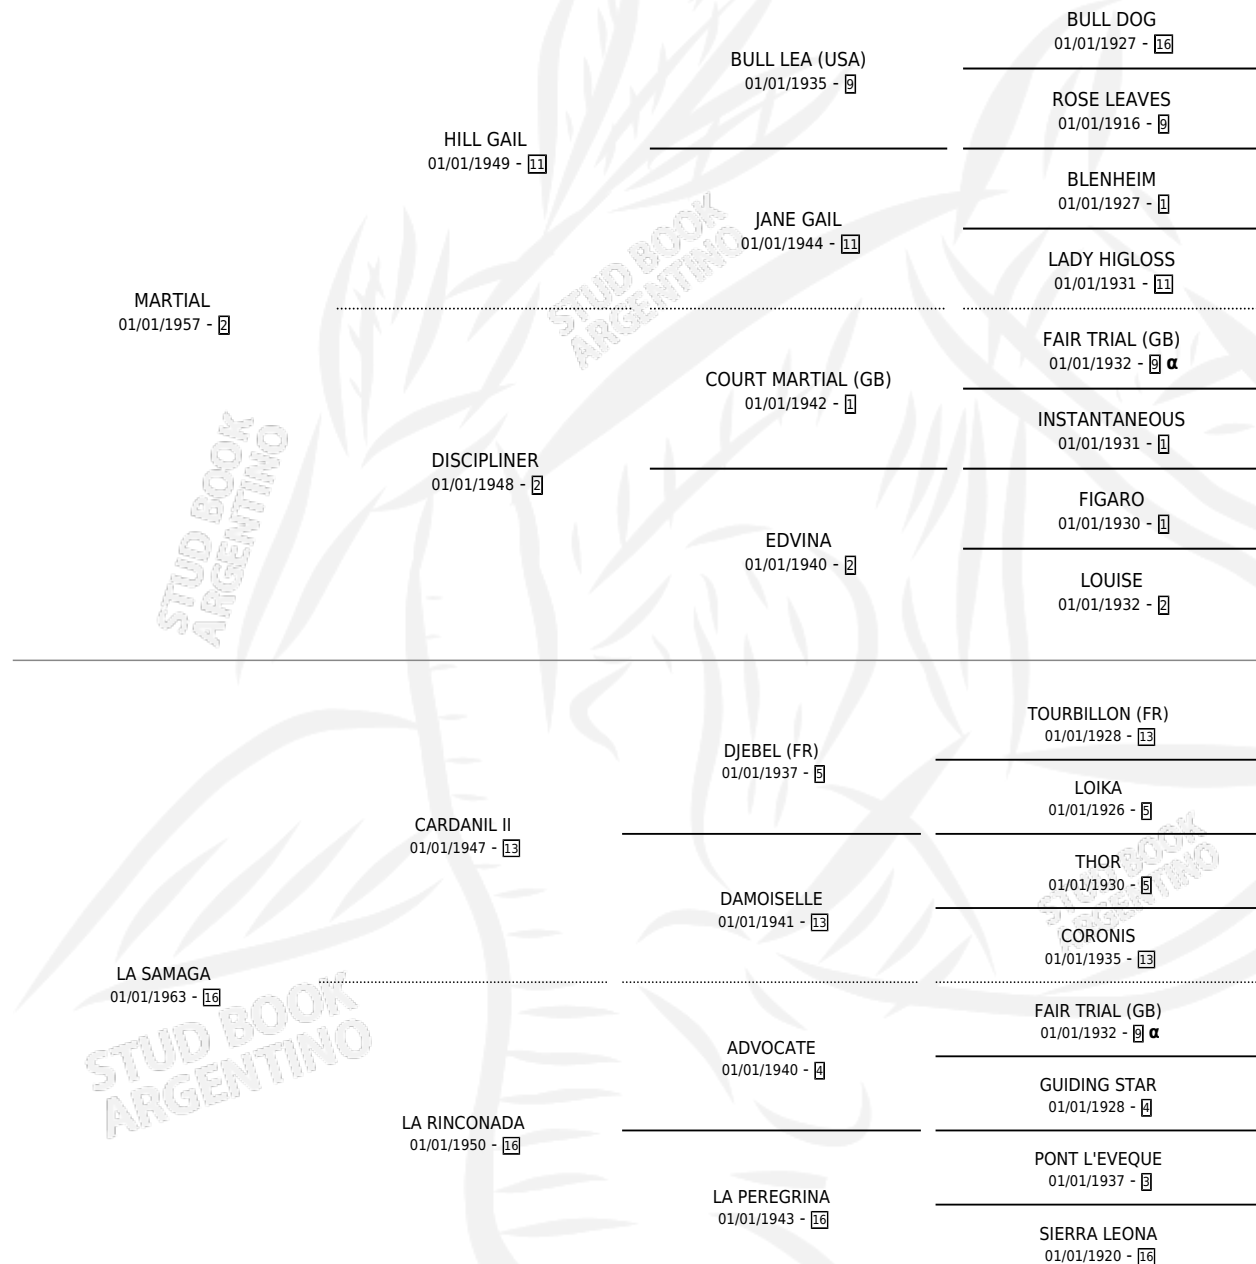 MARTIAL
01/01/1957 - 2
HILL GAIL
01/01/1949 - 11
DISCIPLINER
01/01/1948 - 2
BULL LEA (USA)
01/01/1935 - 9
JANE GAIL
01/01/1944 - 11
COURT MARTIAL (GB)
01/01/1942 - 1
EDVINA
01/01/1940 - 2
BULL DOG
01/01/1927 - 16
ROSE LEAVES
01/01/1916 - 9
BLENHEIM
01/01/1927 - 1
LADY HIGLOSS
01/01/1931 - 11
FAIR TRIAL (GB)
01/01/1932 - 9 α
INSTANTANEOUS
01/01/1931 - 1
FIGARO
01/01/1930 - 1
LOUISE
01/01/1932 - 2
LA SAMAGA
01/01/1963 - 16
CARDANIL II
01/01/1947 - 13
LA RINCONADA
01/01/1950 - 16
DJEBEL (FR)
01/01/1937 - 5
DAMOISELLE
01/01/1941 - 13
ADVOCATE
01/01/1940 - 4
LA PEREGRINA
01/01/1943 - 16
TOURBILLON (FR)
01/01/1928 - 13
LOIKA
01/01/1926 - 5
THOR
01/01/1930 - 5
CORONIS
01/01/1935 - 13
FAIR TRIAL (GB)
01/01/1932 - 9 α
GUIDING STAR
01/01/1928 - 4
PONT L'EVEQUE
01/01/1937 - 3
SIERRA LEONA
01/01/1920 - 16
STUD BOOK
ARGENTINO
STUD BOOK
ARGENTINO
STUD BOOK
ARGENTINO
STUD BOOK
ARGENTINO